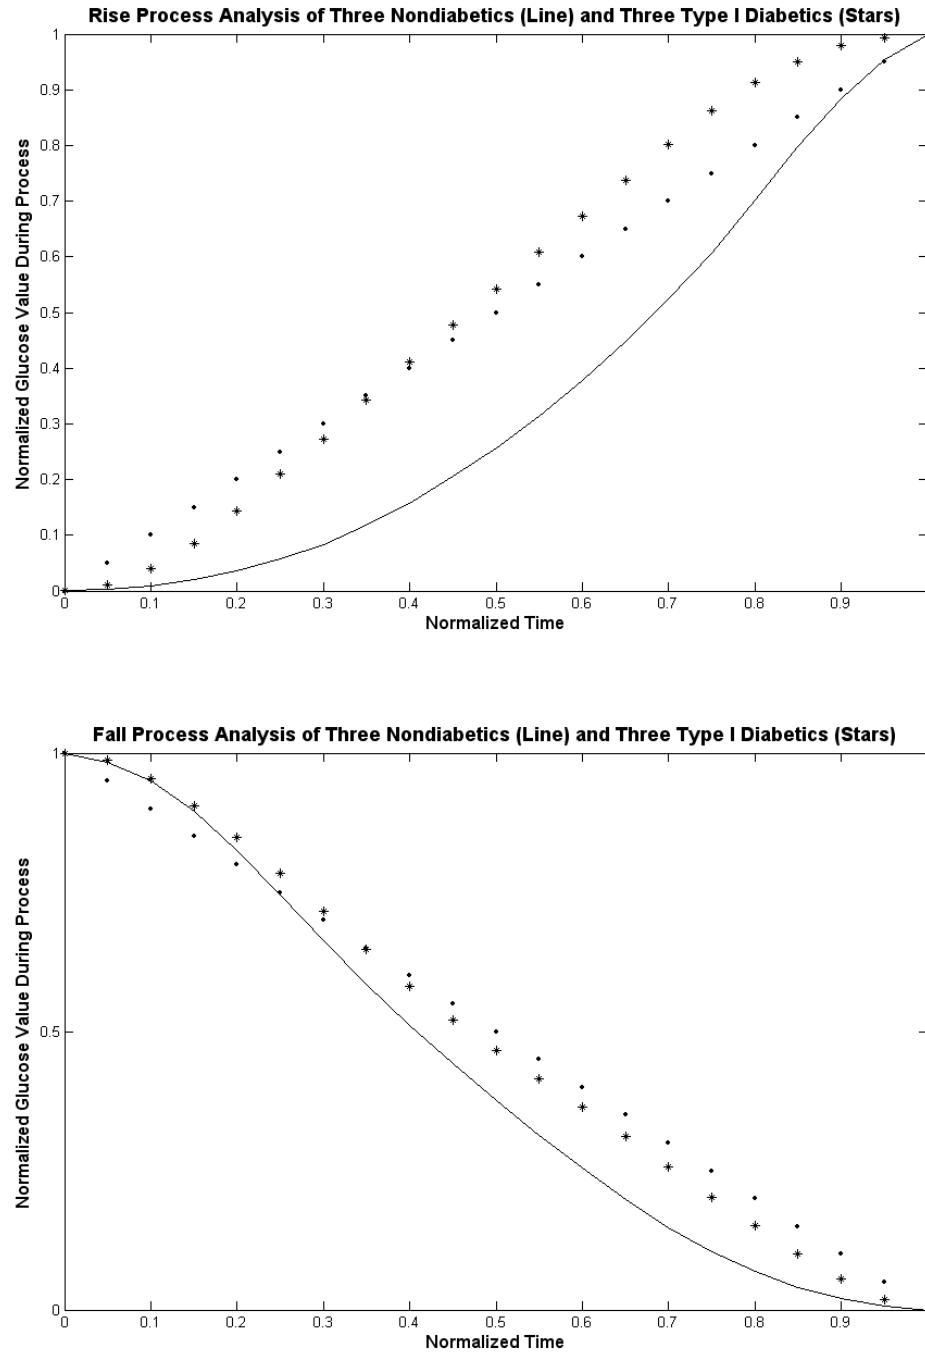 Rise Process Analysis of Three Nondiabetics (Line) and Three Type I Diabetics (Stars)
1
0.9
0.8
0.7
0.6
0.5
0.4
0.3
0.2
0.1
0
Normalized Glucose Value During Process
0 0.1 0.2 0.3 0.4 0.5 0.6 0.7 0.8 0.9
Normalized Time
Fall Process Analysis of Three Nondiabetics (Line) and Three Type I Diabetics (Stars)
1
0.5
0
Normalized Glucose Value During Process
0 0.1 0.2 0.3 0.4 0.5 0.6 0.7 0.8 0.9
Normalized Time